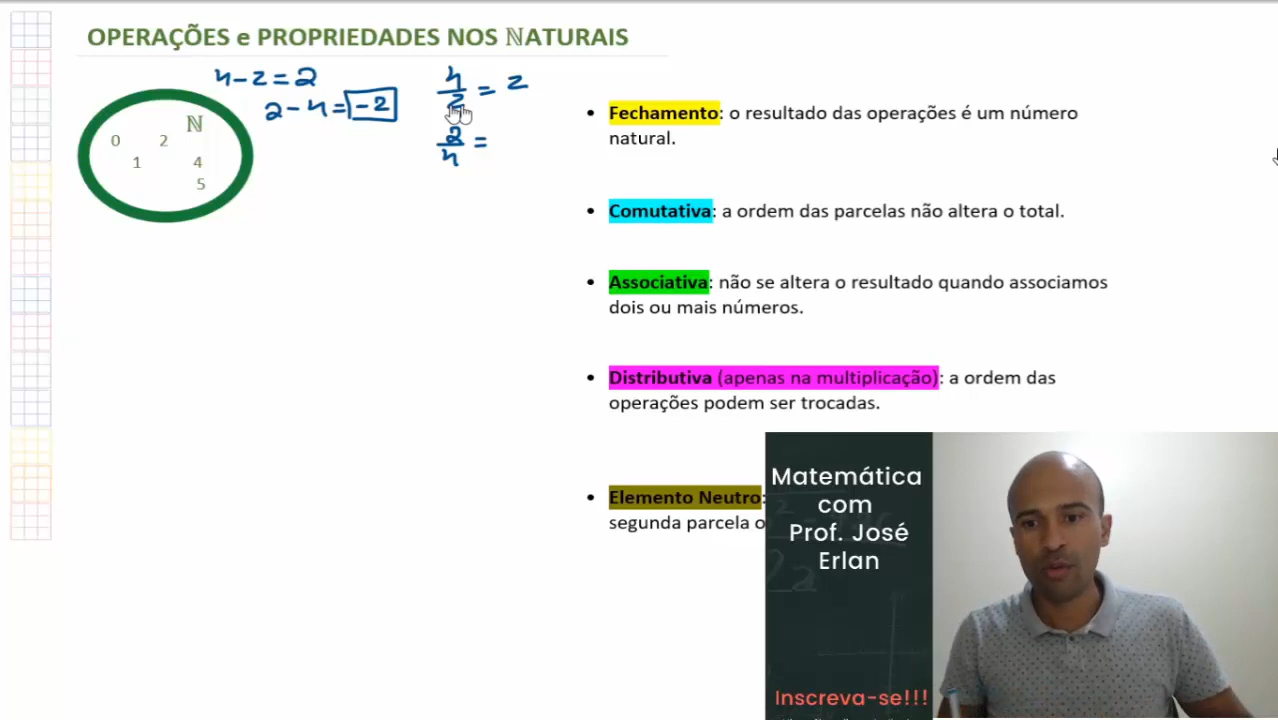 OPERAÇÕES e PROPRIEDADES NOS ℕATURAIS
4 - 2 = 2
2 - 4 = -2
4/2 = 2
2/4 =
ℕ
0 2
1 4
5
• Fechamento: o resultado das operações é um número
natural.
• Comutativa: a ordem das parcelas não altera o total.
• Associativa: não se altera o resultado quando associamos
dois ou mais números.
• Distributiva (apenas na multiplicação): a ordem das
operações podem ser trocadas.
• Elemento Neutro:
segunda parcela o
Matemática
com
Prof. José
Erlan
Inscreva-se!!!